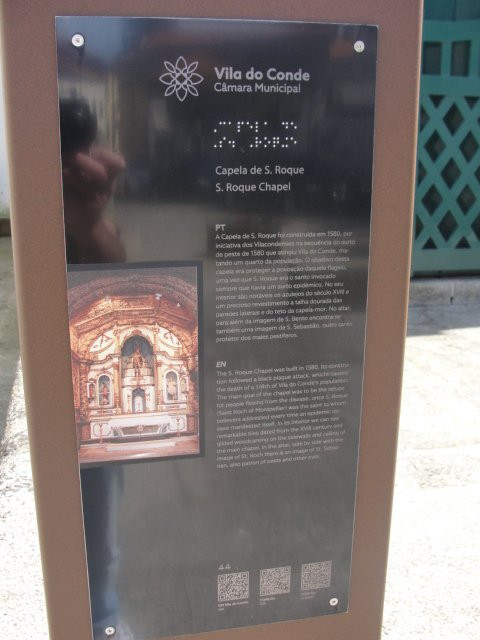 Vila do Conde
Câmara Municipal
Capela de S. Roque
S. Roque Chapel
PT
A Capela de S. Roque foi construída em 1580, por
iniciativa dos Vilacondenses na sequência do surto
de peste de 1580 que atingiu Vila do Conde, ma-
tando um quarto da população. O objetivo desta
capela era proteger a povoação daquele flagelo,
uma vez que S. Roque era o santo invocado
sempre que havia um surto epidémico. No seu
interior são notáveis os azulejos do século XVII e
um precioso revestimento a talha dourada das
paredes laterais e do teto da capela mor. No altar,
para além da imagem de S. Bento encontra-se
também uma imagem de S. Sebastião, outro santo
protetor dos males pestíferos.
EN
The S. Roque Chapel was built in 1580. Its construc-
tion followed a black plague attack, which caused
the death of a 1/4th of Vila do Conde's population.
The main goal of the chapel was to be the refuge
for people fleeing from the disease, once S. Roque
(Saint Roch of Montpellier) was the saint to whom
believers addressed every time an epidemic
manifested itself. In its interior we can see
remarkable tiles dated from the XVII century and
gilded woodcarving on the sidewalls and ceiling of
the main chapel. In the altar, side by side with the
image of St. Roch there is an image of St. Sebas-
tian, also patron of pests and other evils.
44